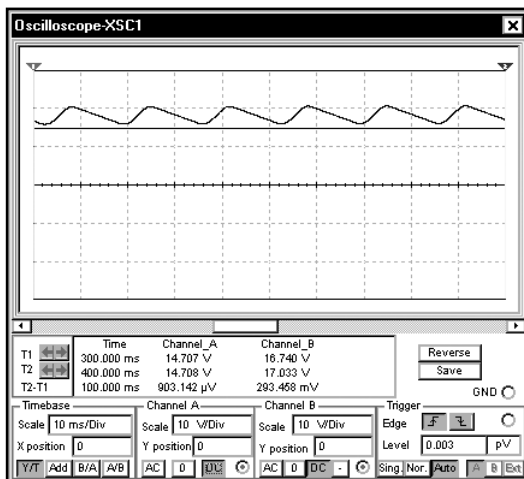 Oscilloscope-XSC1
Time Channel_A Channel_B
T1 300.000 ms 14.707 V 16.740 V
T2 400.000 ms 14.708 V 17.033 V
T2-T1 100.000 ms 903.142 µV 293.458 mV
Reverse
Save
GND
Timebase
Scale 10 ms/Div
X position 0
Y/T Add B/A A/B
Channel A
Scale 10 V/Div
Y position 0
AC 0
Channel B
Scale 10 V/Div
Y position 0
AC 0 DC -
Trigger
Edge
Level 0.003 pV
Sing. Nor. Auto A B Ext